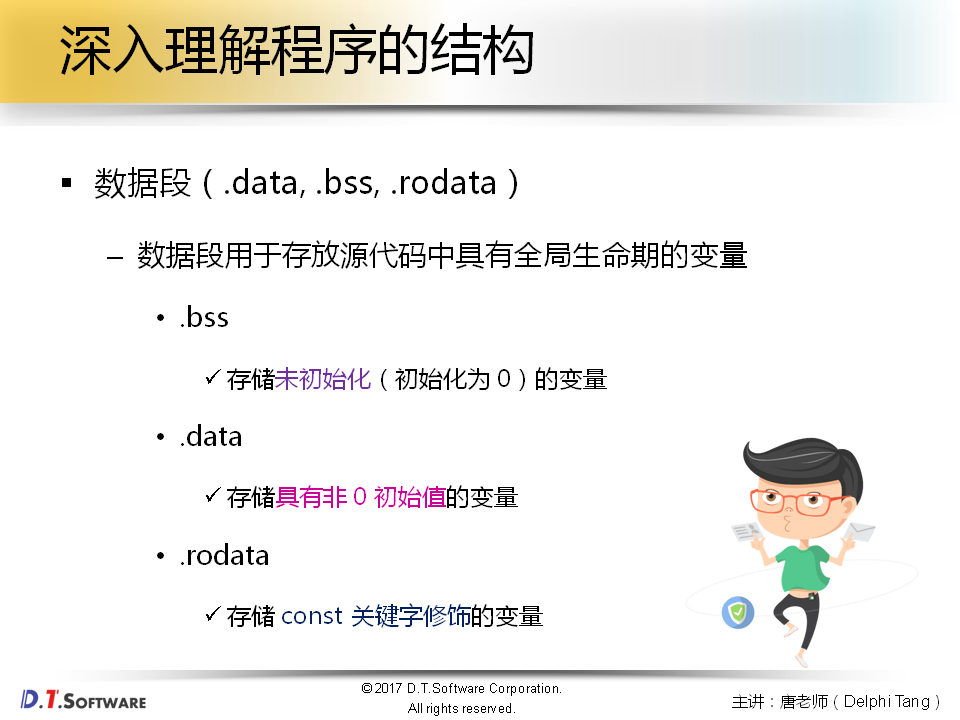 深入理解程序的结构
▪ 数据段（.data, .bss, .rodata）
– 数据段用于存放源代码中具有全局生命期的变量
• .bss
✓ 存储未初始化（初始化为 0）的变量
• .data
✓ 存储具有非 0 初始值的变量
• .rodata
✓ 存储 const 关键字修饰的变量
D.T.SOFTWARE
©2017 D.T.Software Corporation.
All rights reserved.
主讲：唐老师（Delphi Tang）